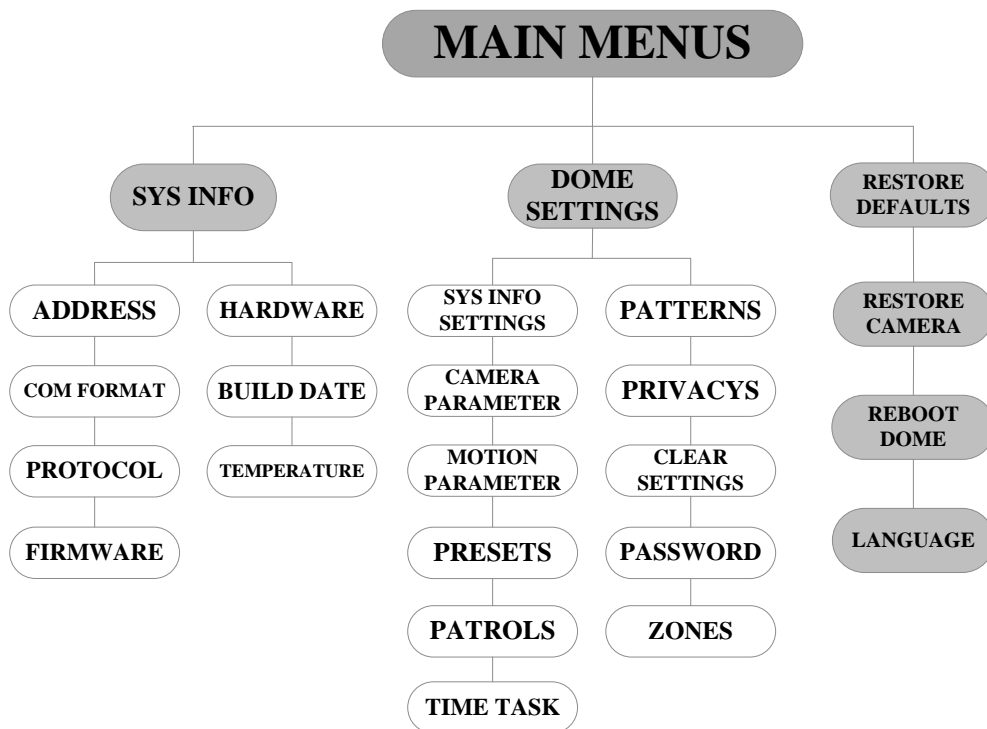 MAIN MENUS
SYS INFO
DOME
SETTINGS
RESTORE
DEFAULTS
ADDRESS
HARDWARE
SYS INFO
SETTINGS
PATTERNS
RESTORE
CAMERA
COM FORMAT
BUILD DATE
CAMERA
PARAMETER
PRIVACYS
REBOOT
DOME
PROTOCOL
TEMPERATURE
MOTION
PARAMETER
CLEAR
SETTINGS
LANGUAGE
FIRMWARE
PRESETS
PASSWORD
PATROLS
ZONES
TIME TASK